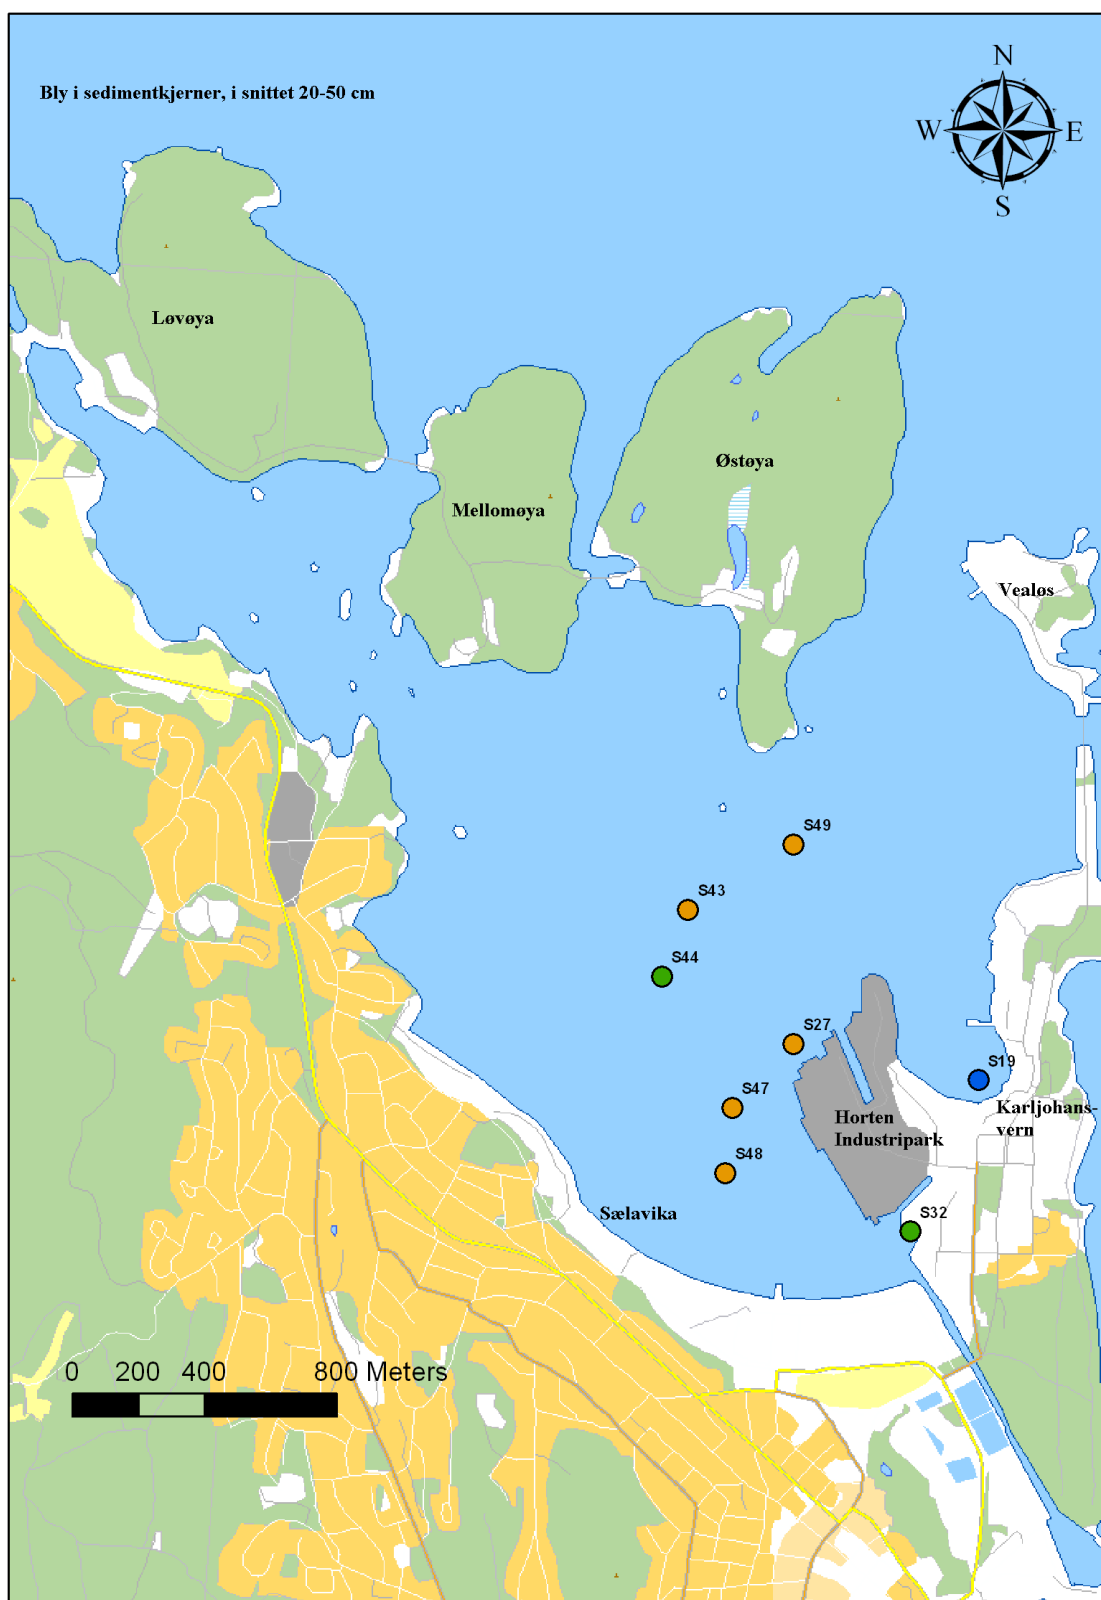 N
Bly i sedimentkjerner, i snittet 20-50 cm
W
E
S
Løvøya
Østøya
Mellomøya
Vealøs
S49
S43
S44
S27
S19
S47
Karljohans-
vern
Horten
Industripark
S48
Sælavika
S32
0 200 400 800 Meters